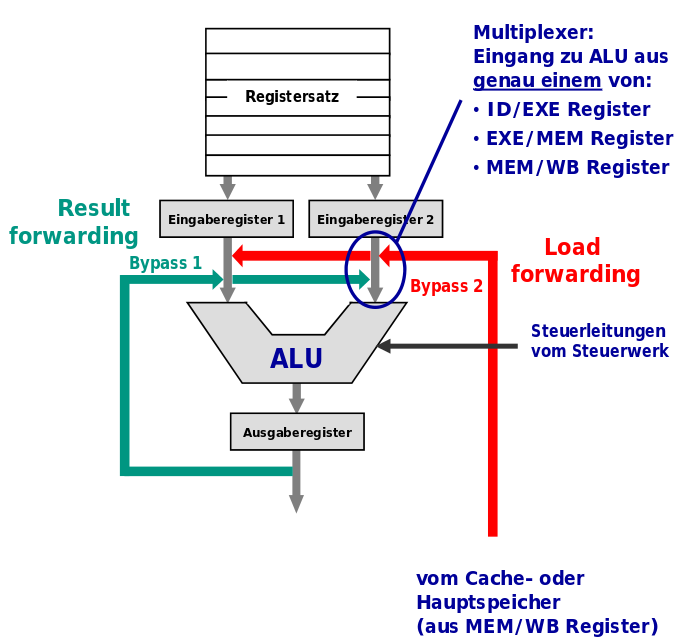 Multiplexer:
Eingang zu ALU aus
genau einem von:
• ID/EXE Register
• EXE/MEM Register
• MEM/WB Register
Registersatz
Eingaberegister 1
Eingaberegister 2
Result
forwarding
Bypass 1
Load
forwarding
Bypass 2
Steuerleitungen
vom Steuerwerk
ALU
Ausgaberegister
vom Cache- oder
Hauptspeicher
(aus MEM/WB Register)